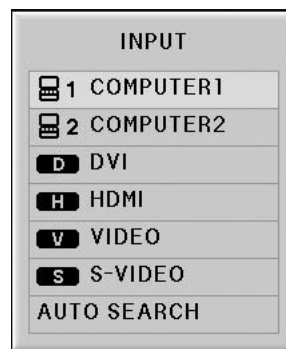 INPUT
1 COMPUTER1
2 COMPUTER2
D DVI
H HDMI
V VIDEO
S S-VIDEO
AUTO SEARCH